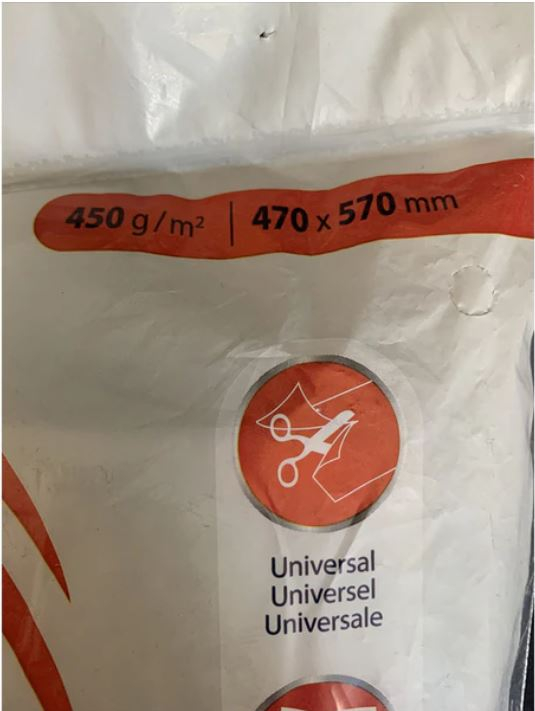 450 g/m² | 470 x 570 mm
Universal
Universel
Universale